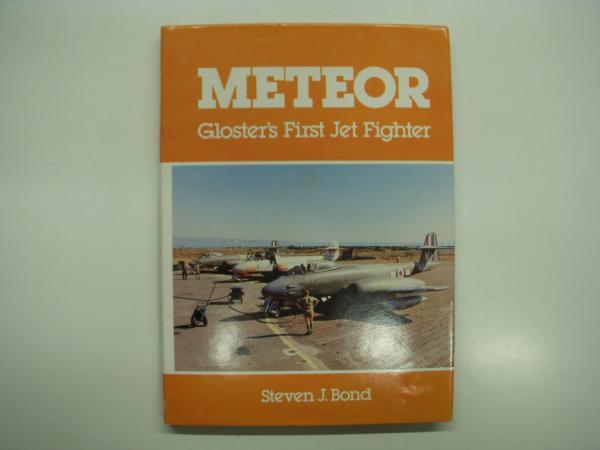 METEOR
Gloster's First Jet Fighter
Steven J. Bond